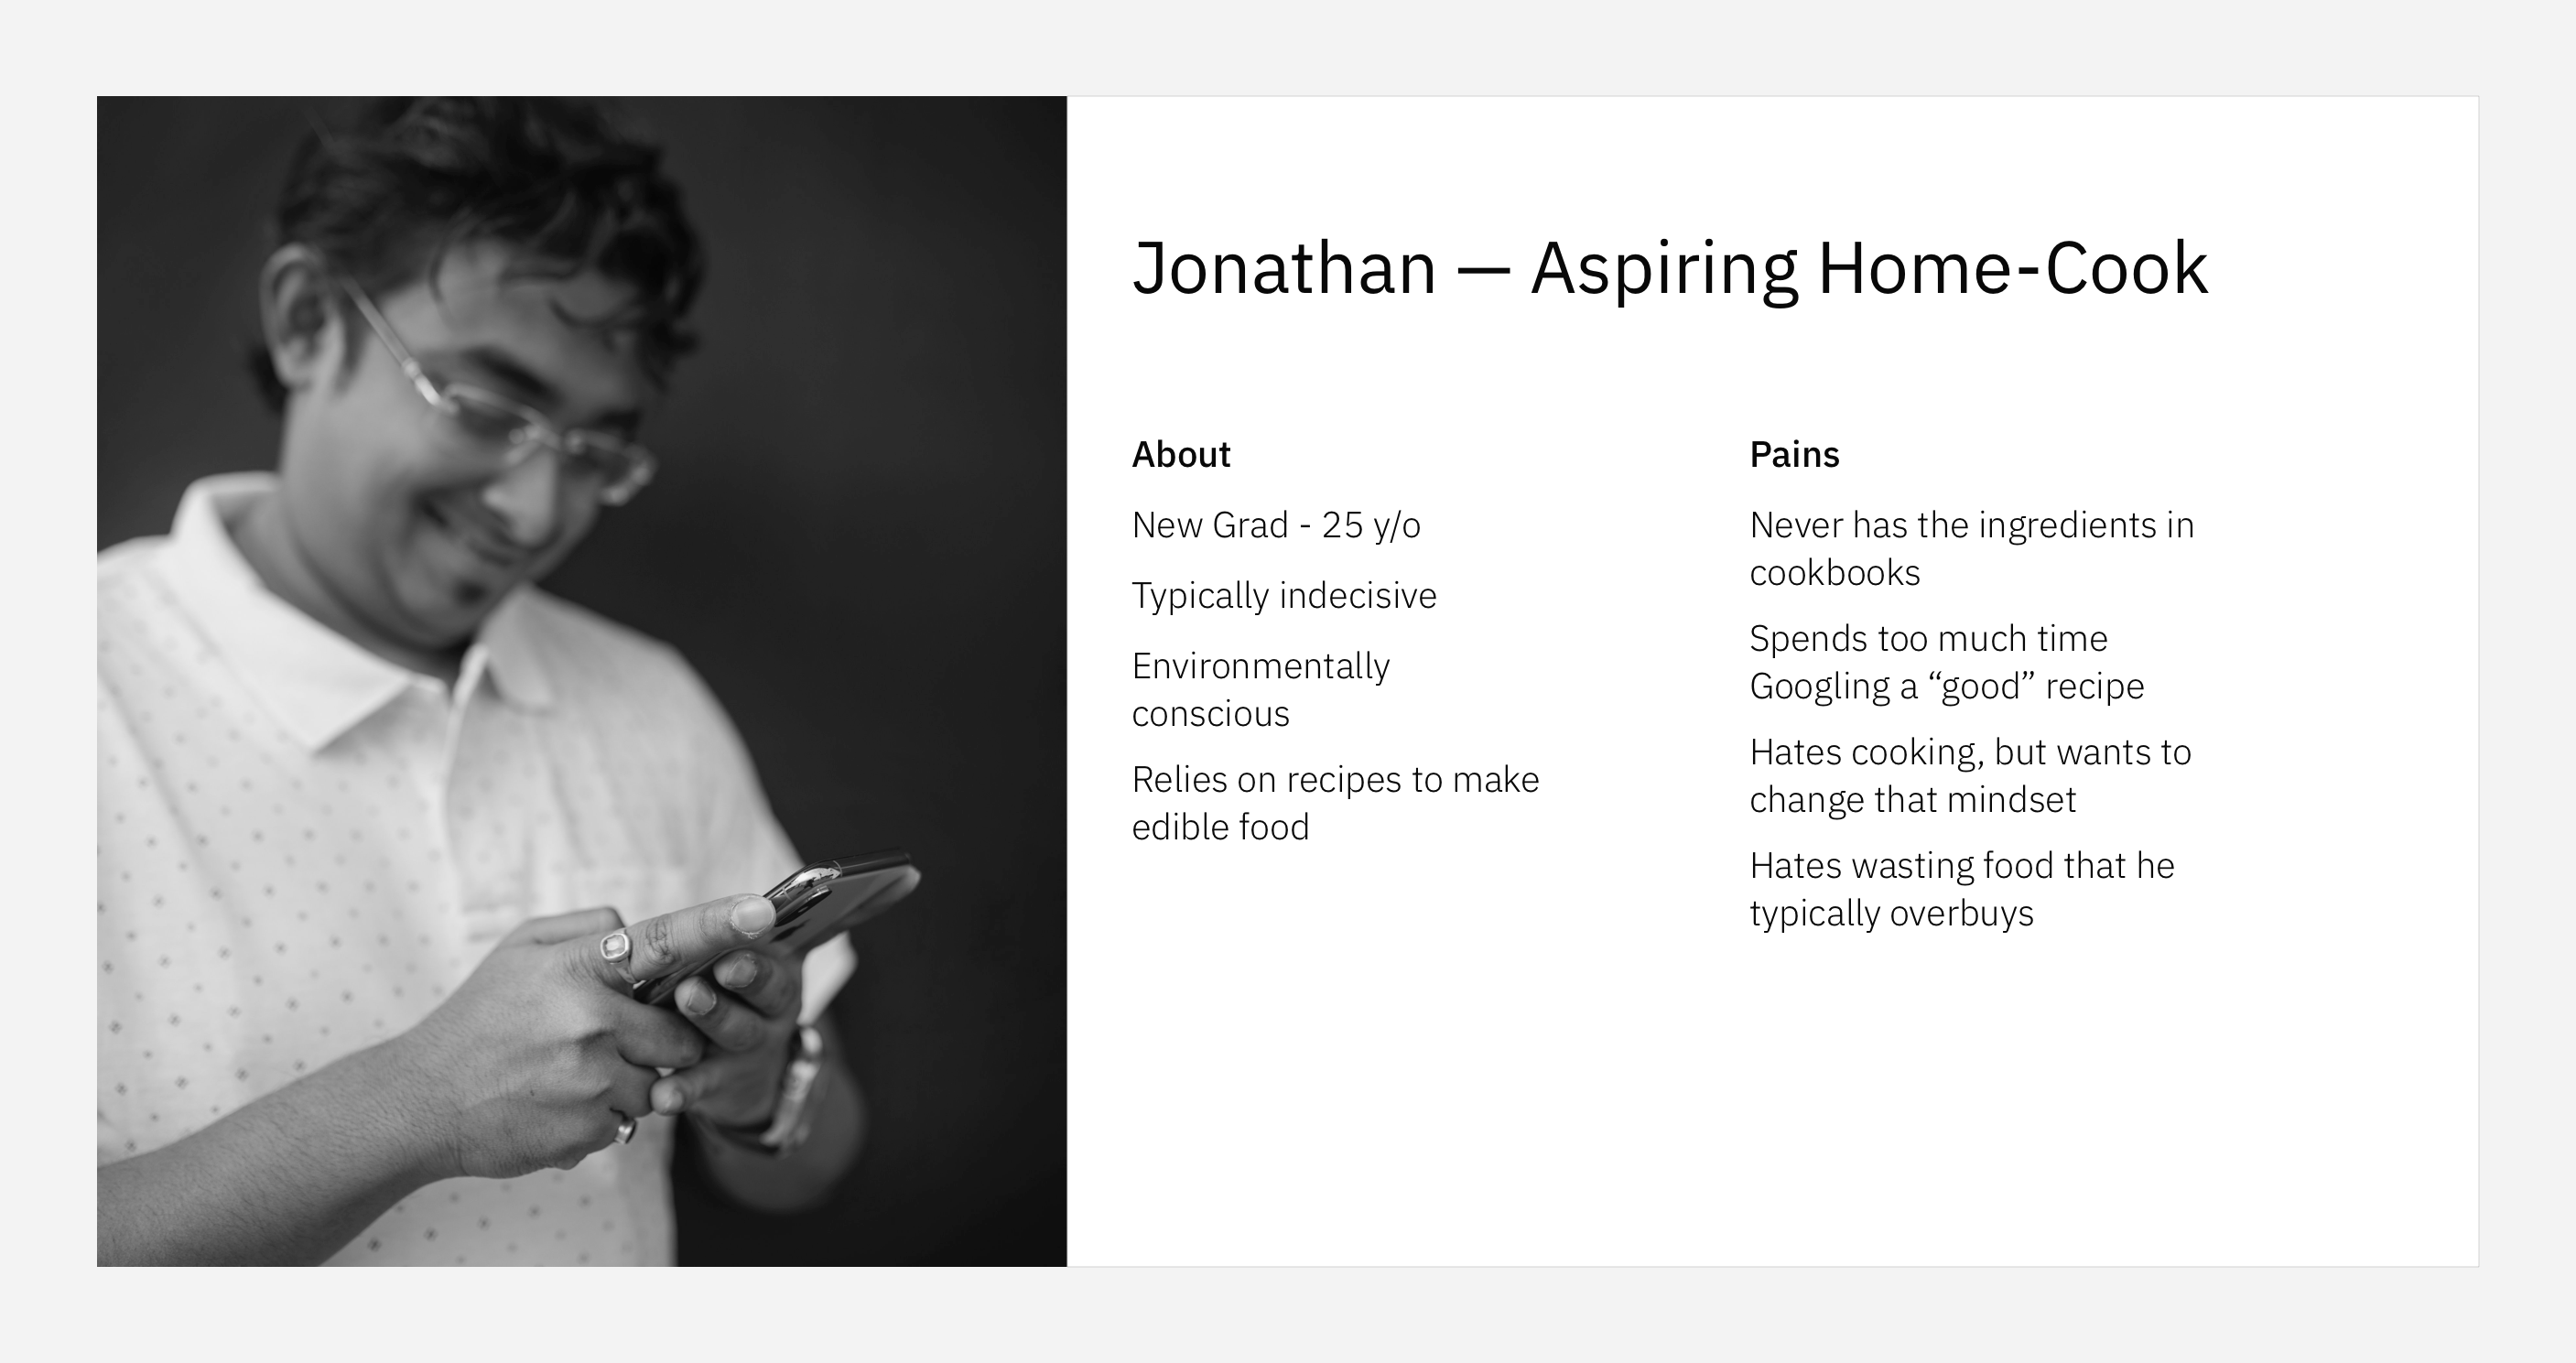 Jonathan — Aspiring Home-Cook
About
New Grad - 25 y/o
Typically indecisive
Environmentally
conscious
Relies on recipes to make
edible food
Pains
Never has the ingredients in
cookbooks
Spends too much time
Googling a “good” recipe
Hates cooking, but wants to
change that mindset
Hates wasting food that he
typically overbuys